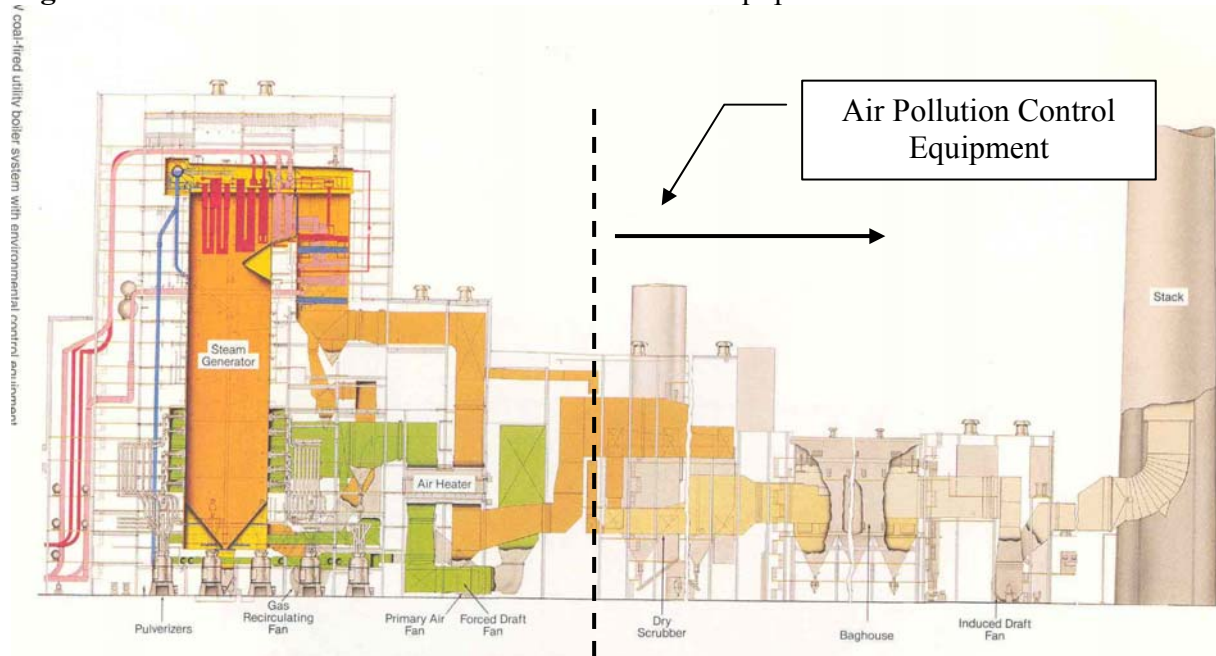 coal-fired utility boiler system with environmental control equipment
Air Pollution Control
Equipment
Stack
Steam
Generator
Air Heater
Pulverizers
Gas
Recirculating
Fan
Primary Air
Fan
Forced Draft
Fan
Dry
Scrubber
Baghouse
Induced Draft
Fan